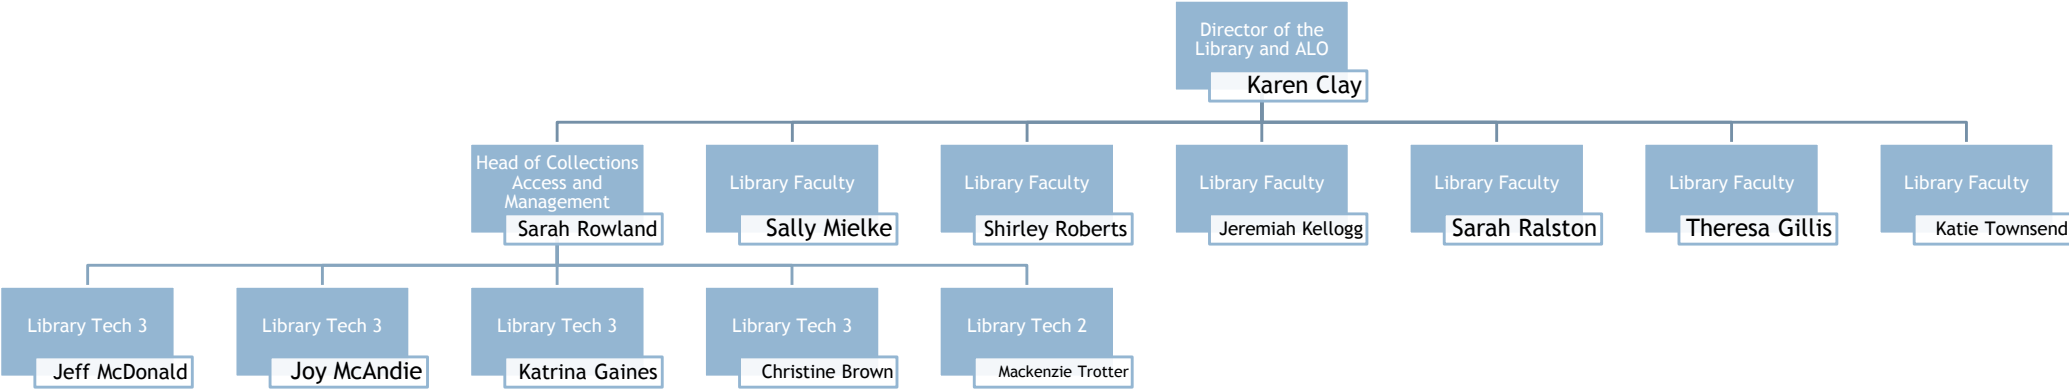 Director of the
Library and ALO
Karen Clay
Head of Collections
Access and
Management
Sarah Rowland
Library Faculty
Sally Mielke
Library Faculty
Shirley Roberts
Library Faculty
Jeremiah Kellogg
Library Faculty
Sarah Ralston
Library Faculty
Theresa Gillis
Library Faculty
Katie Townsend
Library Tech 3
Jeff McDonald
Library Tech 3
Joy McAndie
Library Tech 3
Katrina Gaines
Library Tech 3
Christine Brown
Library Tech 2
Mackenzie Trotter